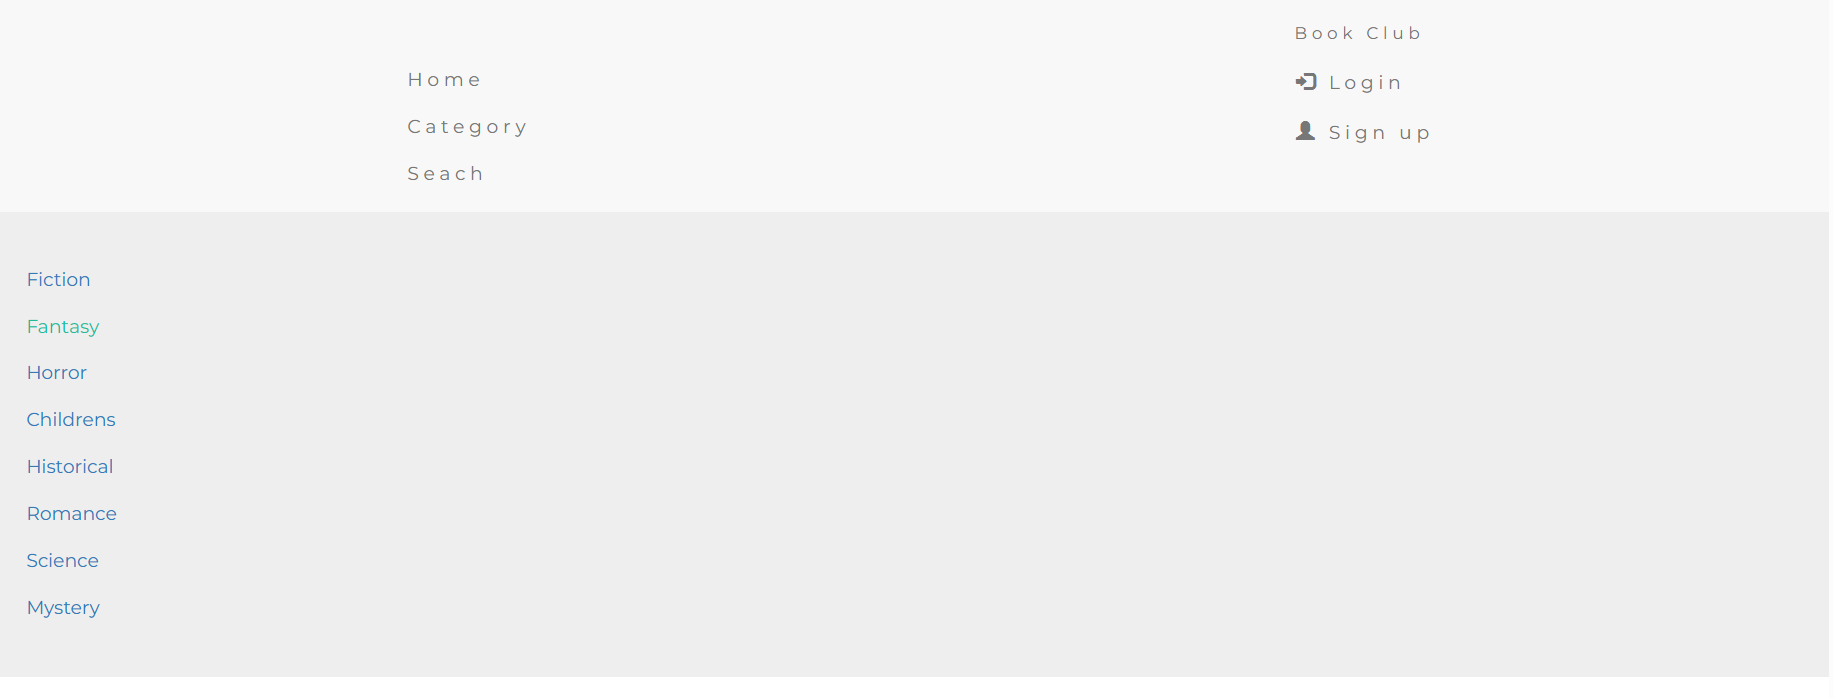 Book Club
Home
Login
Category
Sign up
Seach
Fiction
Fantasy
Horror
Childrens
Historical
Romance
Science
Mystery